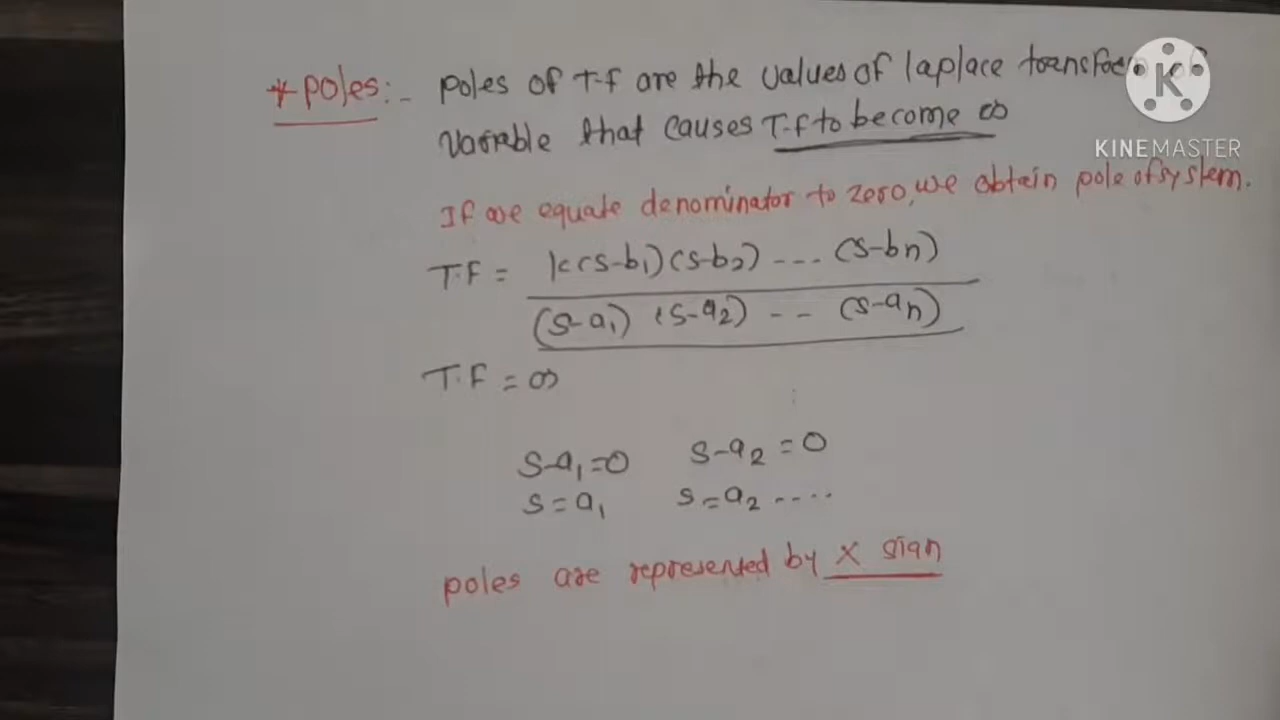 * poles:- poles of T.F are the values of laplace transform of
variable that causes T.F to become ∞
If we equate denominator to zero, we obtain pole of system.
T.F = k(s-b₁)(s-b₂) --- (s-bn)
(s-a₁) (s-a₂) -- (s-an)
T.F = ∞
s-a₁=0 s-a₂ = 0
s=a₁ s=a₂ ....
poles are represented by X sign
K
KINEMASTER